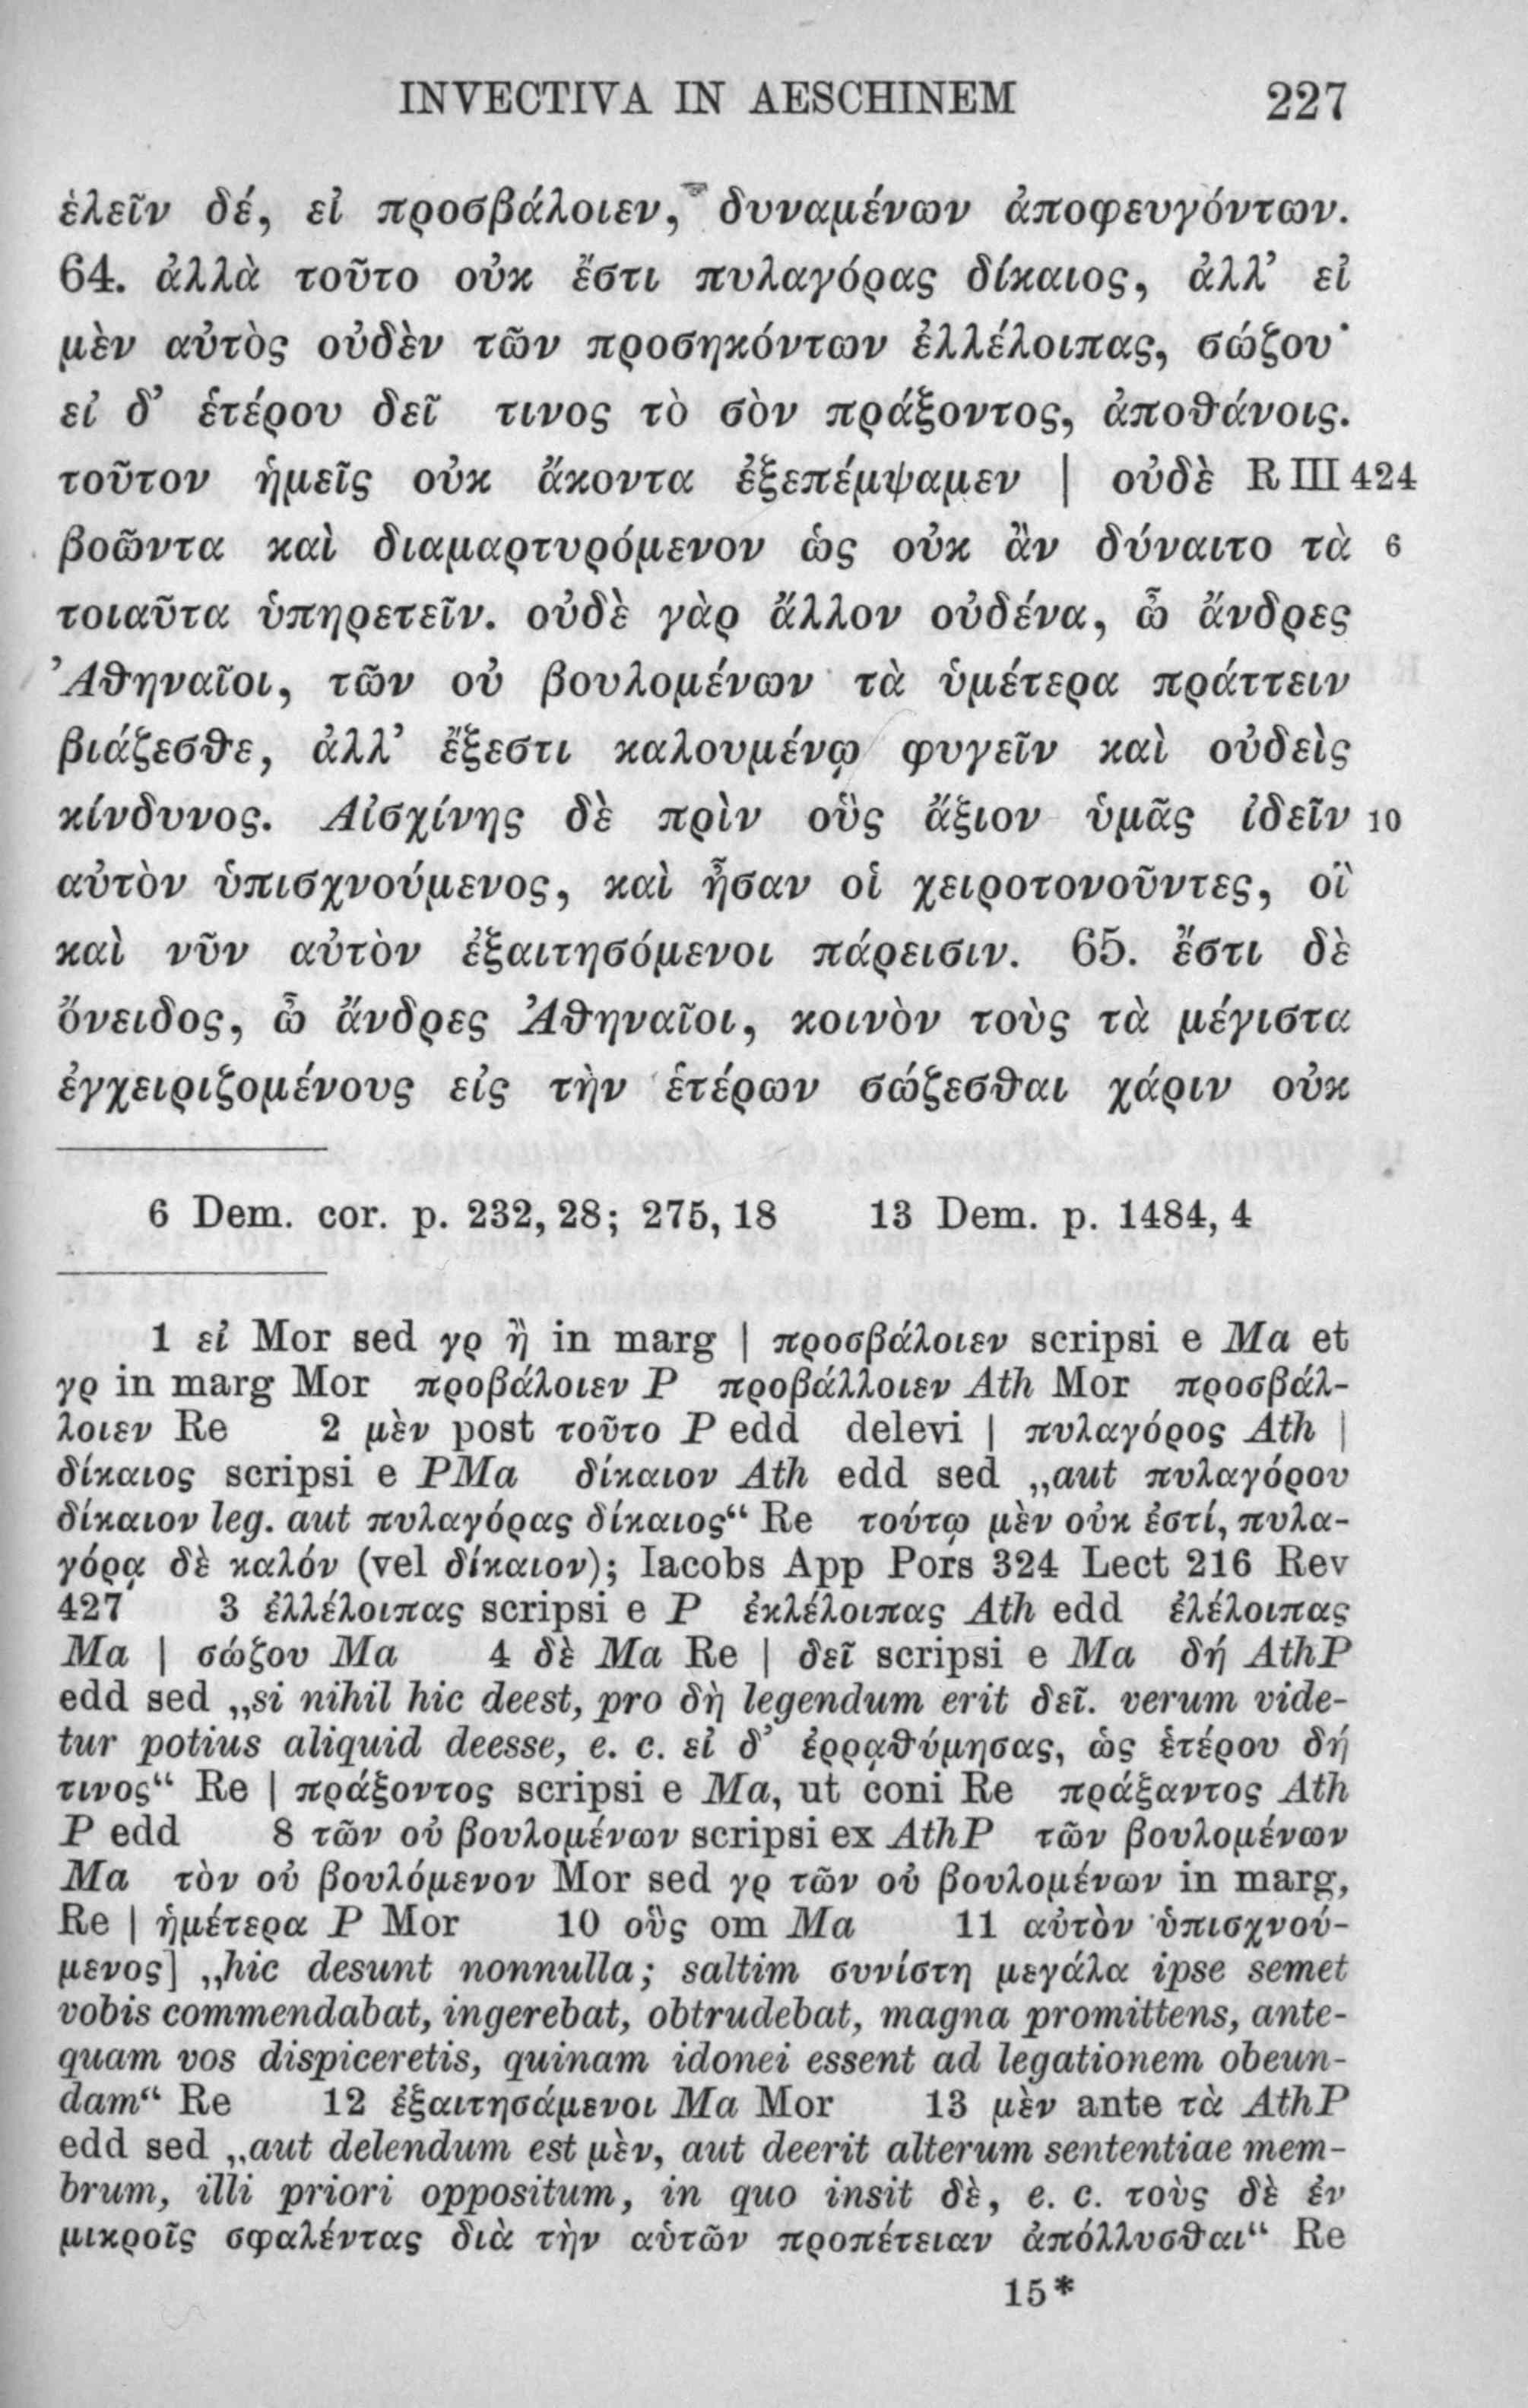 INVECTIVA IN AESCHINEM 227
ἑλεῖν δέ, εἰ προσβάλοιεν, δυναμένων ἀποφευγόντων.
64. ἀλλὰ τοῦτο οὐκ ἔστι πυλαγόρας δίκαιος, ἀλλ’ εἰ
μὲν αὐτὸς οὐδὲν τῶν προσηκόντων ἐλλέλοιπας, σώζου·
εἰ δ’ ἑτέρου δεῖ τινος τὸ σὸν πράξοντος, ἀποθάνοις.
τοῦτον ἡμεῖς οὐκ ἄκοντα ἐξεπέμψαμεν | οὐδὲ R III 424
βοῶντα καὶ διαμαρτυρόμενον ὡς οὐκ ἂν δύναιτο τὰ 6
τοιαῦτα ὑπηρετεῖν. οὐδὲ γὰρ ἄλλον οὐδένα, ὦ ἄνδρες
Ἀθηναῖοι, τῶν οὐ βουλομένων τὰ ὑμέτερα πράττειν
βιάζεσθε, ἀλλ’ ἔξεστι καλουμένῳ φυγεῖν καὶ οὐδεὶς
κίνδυνος. Αἰσχίνης δὲ πρὶν οὓς ἄξιον ὑμᾶς ἰδεῖν 10
αὐτὸν ὑπισχνούμενος, καὶ ἦσαν οἱ χειροτονοῦντες, οἳ
καὶ νῦν αὐτὸν ἐξαιτησόμενοι πάρεισιν. 65. ἔστι δὲ
ὄνειδος, ὦ ἄνδρες Ἀθηναῖοι, κοινὸν τοὺς τὰ μέγιστα
ἐγχειριζομένους εἰς τὴν ἑτέρων σώζεσθαι χάριν οὐκ
6 Dem. cor. p. 232, 28; 275, 18 13 Dem. p. 1484, 4
1 εἰ Mor sed γρ ἢ in marg | προσβάλοιεν scripsi e Ma et
γρ in marg Mor προβάλοιεν P προβάλλοιεν Ath Mor προσβάλ-
λοιεν Re 2 μὲν post τοῦτο P edd delevi | πυλαγόρος Ath |
δίκαιος scripsi e PMa δίκαιον Ath edd sed „aut πυλαγόρου
δίκαιον leg. aut πυλαγόρας δίκαιος“ Re τούτῳ μὲν οὐκ ἐστί, πυλα-
γόρᾳ δὲ καλόν (vel δίκαιον); Iacobs App Pors 324 Lect 216 Rev
427 3 ἐλλέλοιπας scripsi e P ἐκλέλοιπας Ath edd ἐλέλοιπας
Ma | σώζου Ma 4 δὲ Ma Re | δεῖ scripsi e Ma δή AthP
edd sed „si nihil hic deest, pro δὴ legendum erit δεῖ. verum vide-
tur potius aliquid deesse, e. c. εἰ δ’ ἐρρᾳθύμησας, ὡς ἑτέρου δή
τινος“ Re | πράξοντος scripsi e Ma, ut coni Re πράξαντος Ath
P edd 8 τῶν οὐ βουλομένων scripsi ex AthP τῶν βουλομένων
Ma τὸν οὐ βουλόμενον Mor sed γρ τῶν οὐ βουλομένων in marg,
Re | ἡμέτερα P Mor 10 οὓς om Ma 11 αὐτὸν ὑπισχνού-
μενος] „hic desunt nonnulla; saltim συνίστη μεγάλα ipse semet
vobis commendabat, ingerebat, obtrudebat, magna promittens, ante-
quam vos dispiceretis, quinam idonei essent ad legationem obeun-
dam“ Re 12 ἐξαιτησάμενοι Ma Mor 13 μὲν ante τὰ AthP
edd sed „aut delendum est μὲν, aut deerit alterum sententiae mem-
brum, illi priori oppositum, in quo insit δὲ, e. c. τοὺς δὲ ἐν
μικροῖς σφαλέντας διὰ τὴν αὑτῶν προπέτειαν ἀπόλλυσθαι“ Re
15*